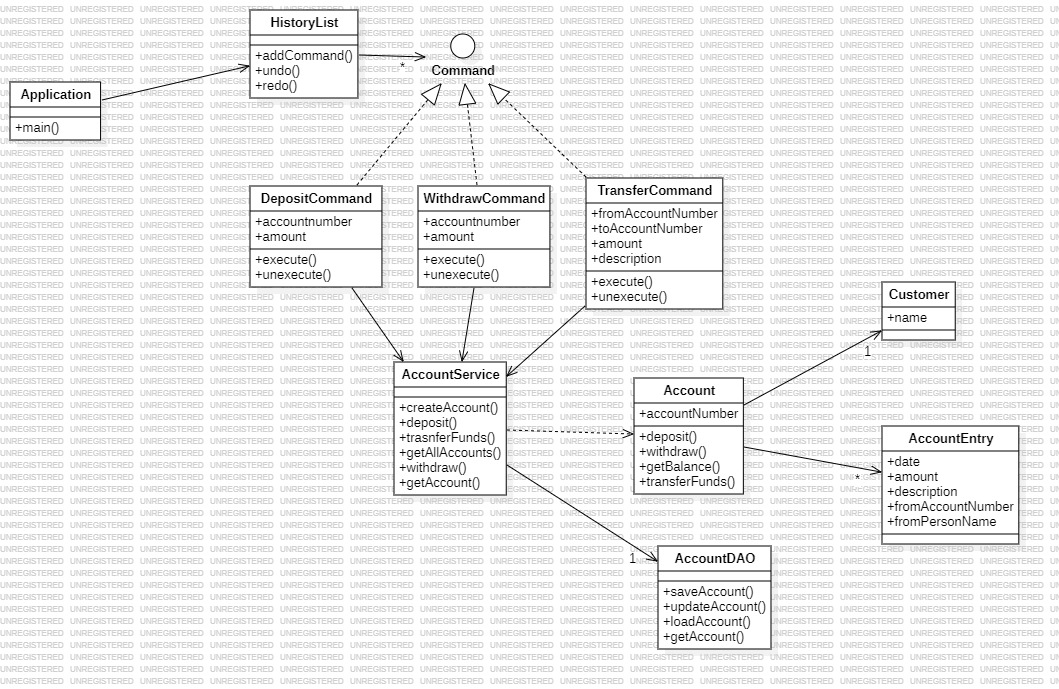 HistoryList
+addCommand()
+undo()
+redo()
*
Command
Application
+main()
DepositCommand
+accountnumber
+amount
+execute()
+unexecute()
WithdrawCommand
+accountnumber
+amount
+execute()
+unexecute()
TransferCommand
+fromAccountNumber
+toAccountNumber
+amount
+description
+execute()
+unexecute()
Customer
+name
1
AccountService
+createAccount()
+deposit()
+trasnferFunds()
+getAllAccounts()
+withdraw()
+getAccount()
Account
+accountNumber
+deposit()
+withdraw()
+getBalance()
+transferFunds()
AccountEntry
+date
+amount
+description
+fromAccountNumber
+fromPersonName
*
1
AccountDAO
+saveAccount()
+updateAccount()
+loadAccount()
+getAccount()
UNREGISTERED